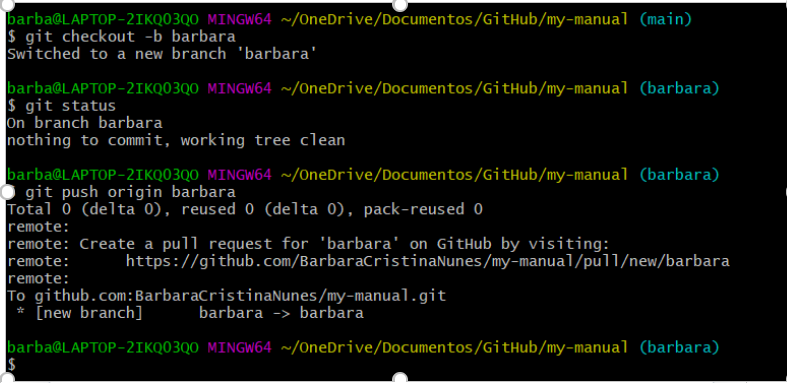 barba@LAPTOP-2IKQO3QO MINGW64 ~/OneDrive/Documentos/GitHub/my-manual (main)
$ git checkout -b barbara
Switched to a new branch 'barbara'
barba@LAPTOP-2IKQO3QO MINGW64 ~/OneDrive/Documentos/GitHub/my-manual (barbara)
$ git status
On branch barbara
nothing to commit, working tree clean
barba@LAPTOP-2IKQO3QO MINGW64 ~/OneDrive/Documentos/GitHub/my-manual (barbara)
git push origin barbara
Total 0 (delta 0), reused 0 (delta 0), pack-reused 0
remote:
remote: Create a pull request for 'barbara' on GitHub by visiting:
remote:      https://github.com/BarbaraCristinaNunes/my-manual/pull/new/barbara
remote:
To github.com:BarbaraCristinaNunes/my-manual.git
 * [new branch]      barbara -> barbara
barba@LAPTOP-2IKQO3QO MINGW64 ~/OneDrive/Documentos/GitHub/my-manual (barbara)
$